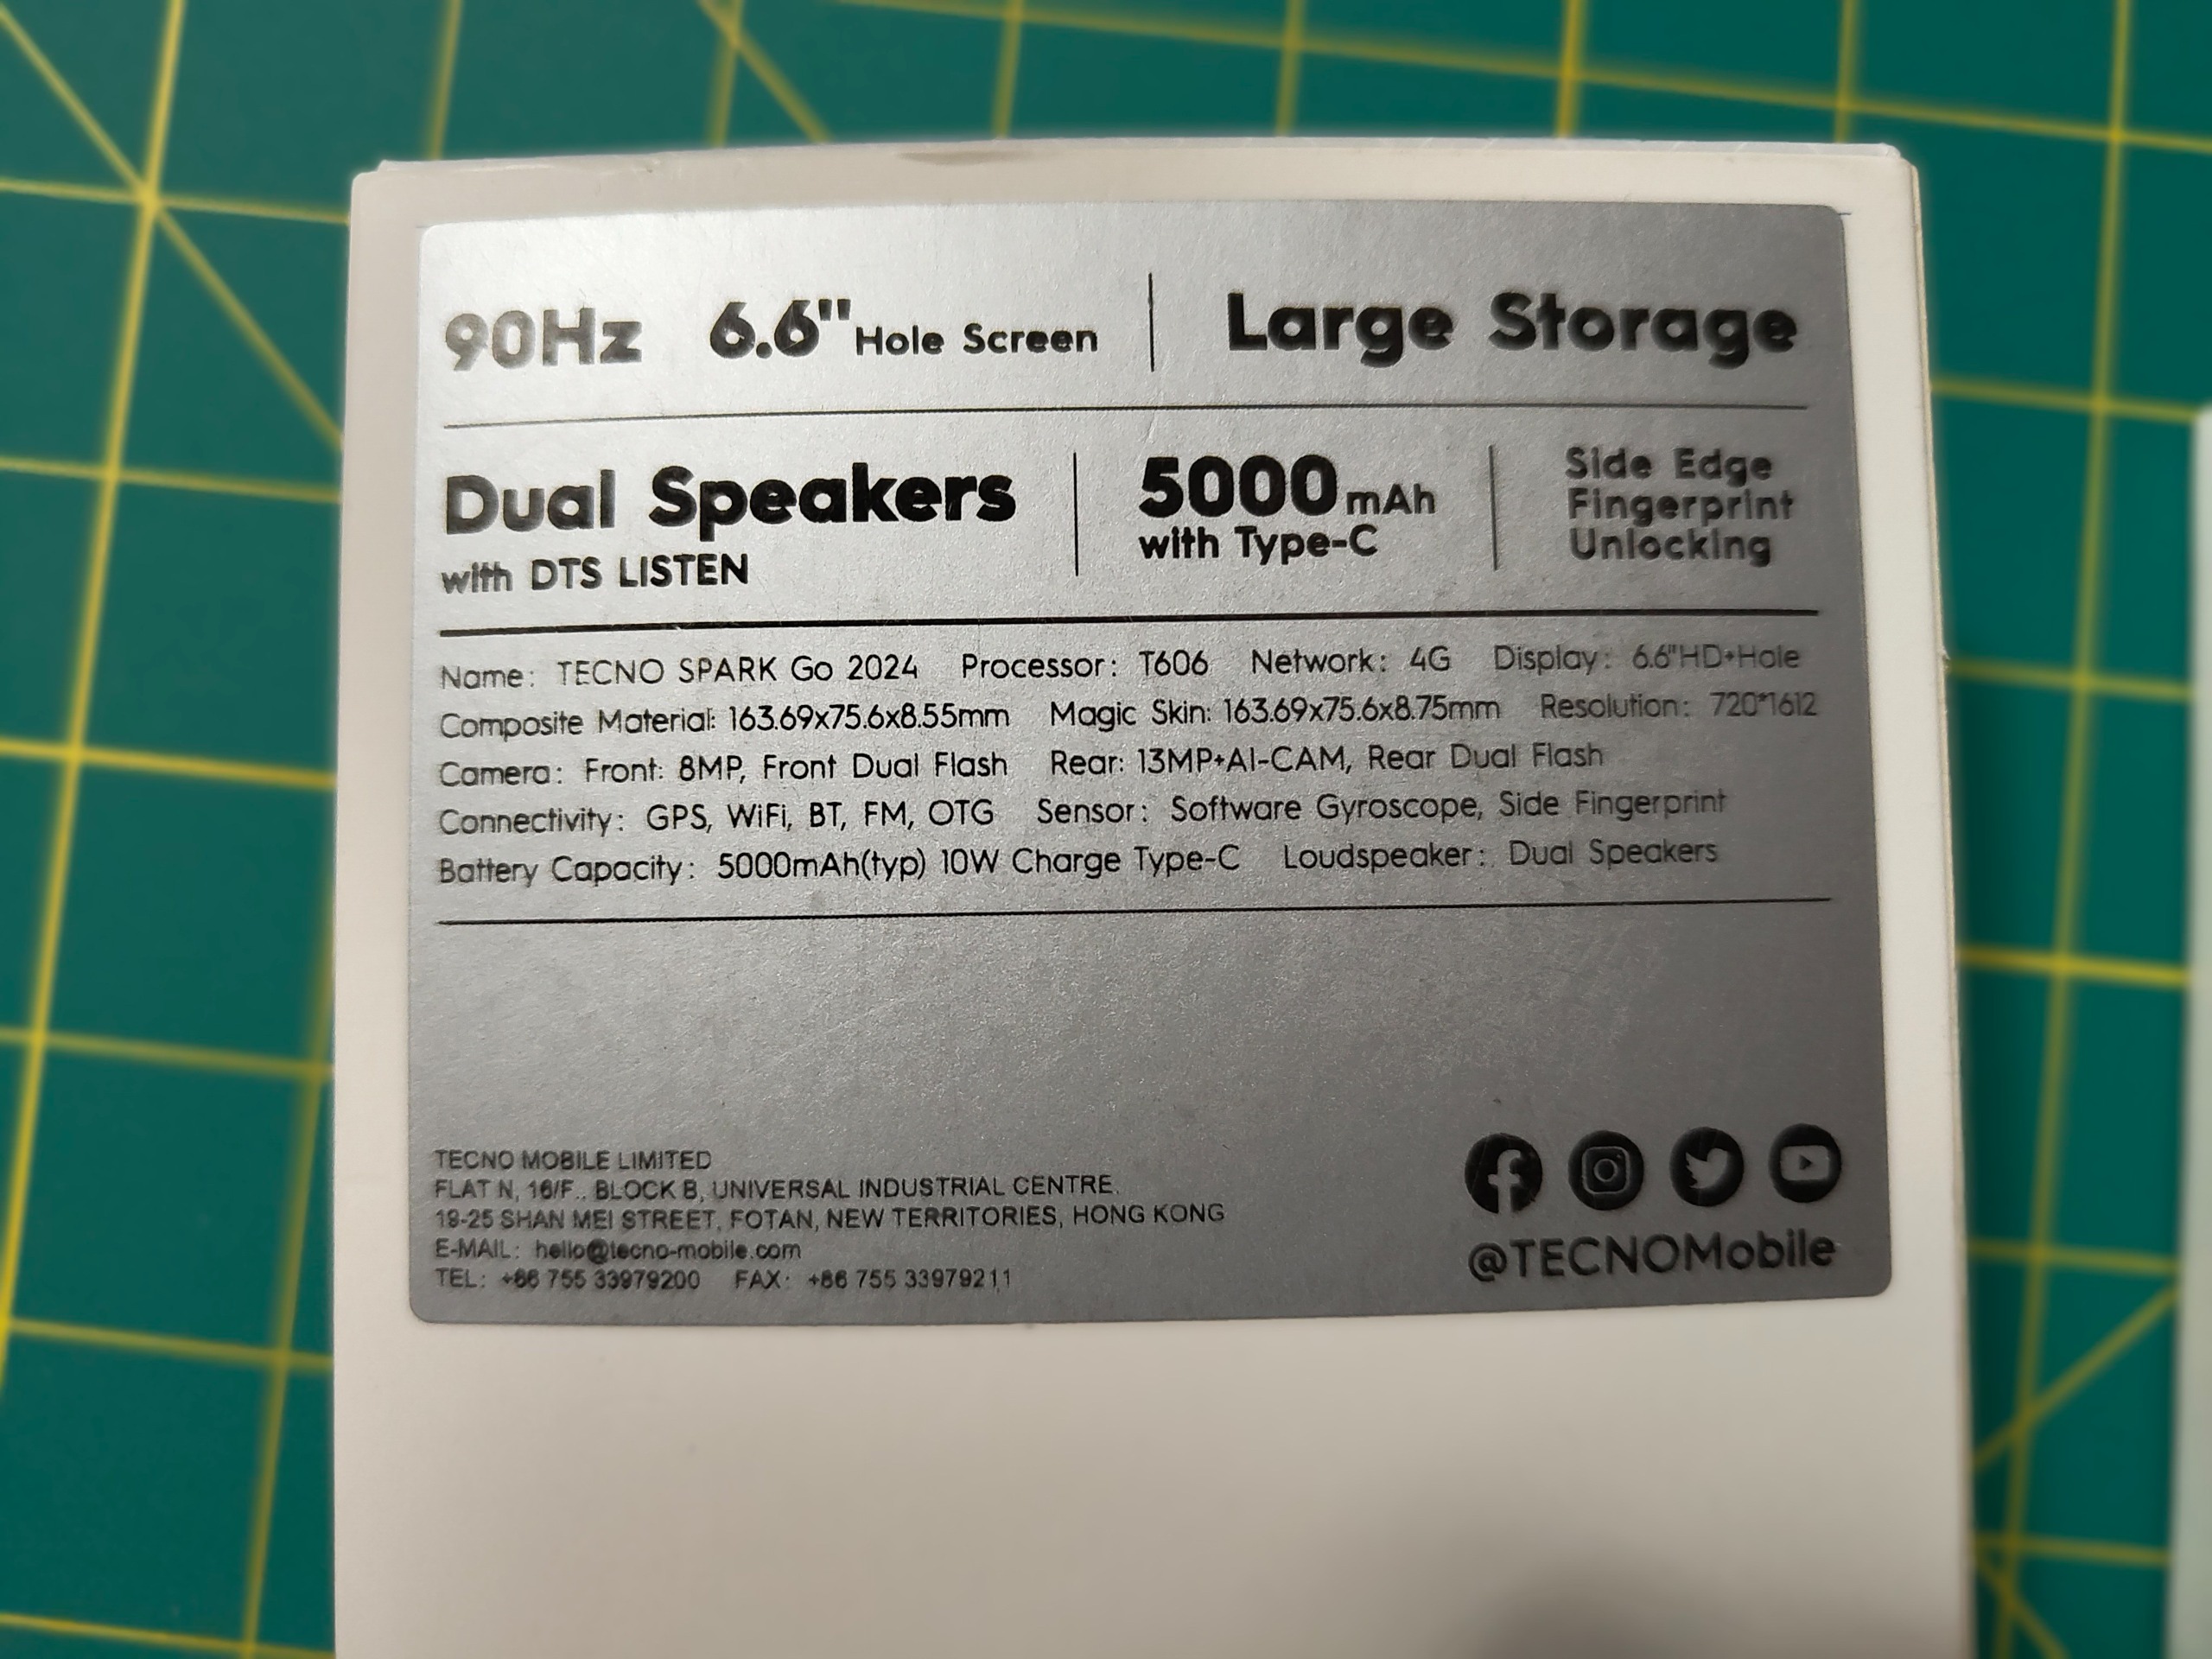 90Hz 6.6" Hole Screen Large Storage
Dual Speakers
with DTS LISTEN
5000mAh
with Type-C
Side Edge
Fingerprint
Unlocking
Name: TECNO SPARK Go 2024 Processor: T606 Network: 4G Display: 6.6"HD+Hole
Composite Material: 163.69x75.6x8.55mm Magic Skin: 163.69x75.6x8.75mm Resolution: 720*1612
Camera: Front: 8MP, Front Dual Flash Rear: 13MP+AI-CAM, Rear Dual Flash
Connectivity: GPS, WiFi, BT, FM, OTG Sensor: Software Gyroscope, Side Fingerprint
Battery Capacity: 5000mAh(typ) 10W Charge Type-C Loudspeaker: Dual Speakers
TECNO MOBILE LIMITED
FLAT N, 16/F., BLOCK B, UNIVERSAL INDUSTRIAL CENTRE,
19-25 SHAN MEI STREET, FOTAN, NEW TERRITORIES, HONG KONG
E-MAIL: hello@tecno-mobile.com
TEL: +86 755 33979200 FAX: +86 755 33979211
@TECNOMobile